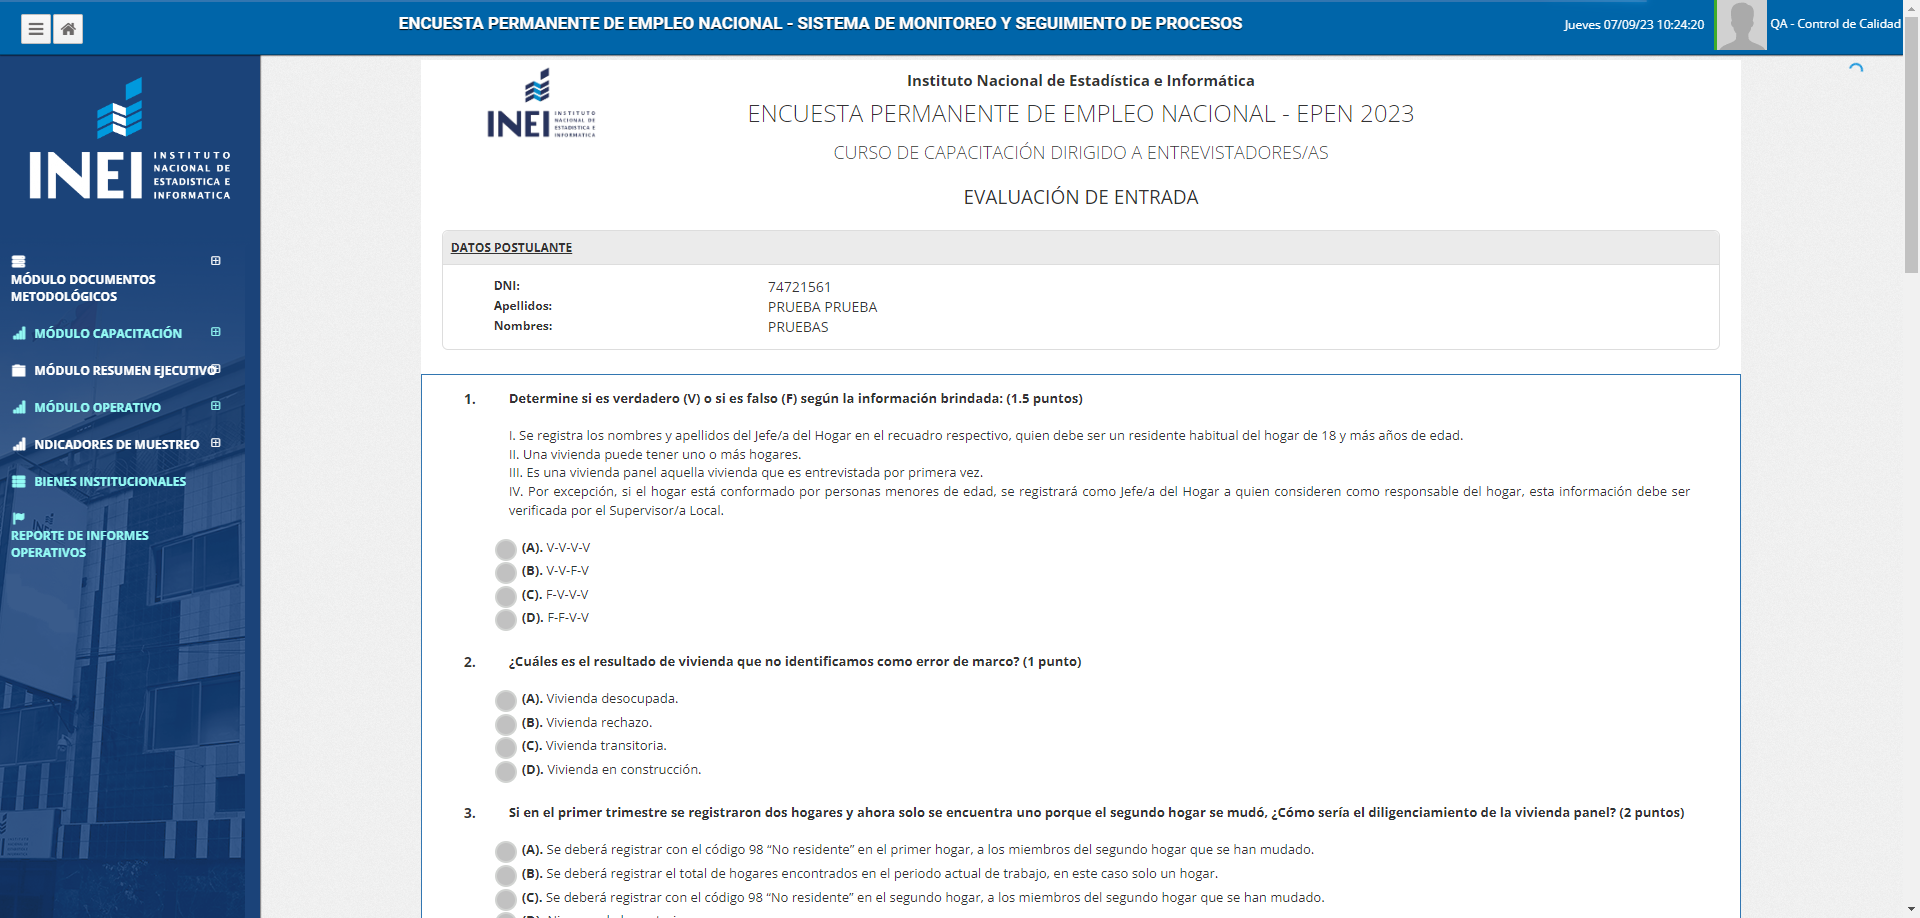 ENCUESTA PERMANENTE DE EMPLEO NACIONAL - SISTEMA DE MONITOREO Y SEGUIMIENTO DE PROCESOS
Jueves 07/09/23 10:24:20
QA - Control de Calidad
INEI
INSTITUTO
NACIONAL DE
ESTADISTICA E
INFORMATICA
MÓDULO DOCUMENTOS
METODOLÓGICOS
MÓDULO CAPACITACIÓN
MÓDULO RESUMEN EJECUTIVO
MÓDULO OPERATIVO
NDICADORES DE MUESTREO
BIENES INSTITUCIONALES
REPORTE DE INFORMES
OPERATIVOS
INEI
INSTITUTO
NACIONAL DE
ESTADISTICA E
INFORMATICA
Instituto Nacional de Estadística e Informática
ENCUESTA PERMANENTE DE EMPLEO NACIONAL - EPEN 2023
CURSO DE CAPACITACIÓN DIRIGIDO A ENTREVISTADORES/AS
EVALUACIÓN DE ENTRADA
DATOS POSTULANTE
DNI: 74721561
Apellidos: PRUEBA PRUEBA
Nombres: PRUEBAS
1. Determine si es verdadero (V) o si es falso (F) según la información brindada: (1.5 puntos)
I. Se registra los nombres y apellidos del Jefe/a del Hogar en el recuadro respectivo, quien debe ser un residente habitual del hogar de 18 y más años de edad.
II. Una vivienda puede tener uno o más hogares.
III. Es una vivienda panel aquella vivienda que es entrevistada por primera vez.
IV. Por excepción, si el hogar está conformado por personas menores de edad, se registrará como Jefe/a del Hogar a quien consideren como responsable del hogar, esta información debe ser
verificada por el Supervisor/a Local.
(A). V-V-V-V
(B). V-V-F-V
(C). F-V-V-V
(D). F-F-V-V
2. ¿Cuáles es el resultado de vivienda que no identificamos como error de marco? (1 punto)
(A). Vivienda desocupada.
(B). Vivienda rechazo.
(C). Vivienda transitoria.
(D). Vivienda en construcción.
3. Si en el primer trimestre se registraron dos hogares y ahora solo se encuentra uno porque el segundo hogar se mudó, ¿Cómo sería el diligenciamiento de la vivienda panel? (2 puntos)
(A). Se deberá registrar con el código 98 “No residente” en el primer hogar, a los miembros del segundo hogar que se han mudado.
(B). Se deberá registrar el total de hogares encontrados en el periodo actual de trabajo, en este caso solo un hogar.
(C). Se deberá registrar con el código 98 “No residente” en el segundo hogar, a los miembros del segundo hogar que se han mudado.